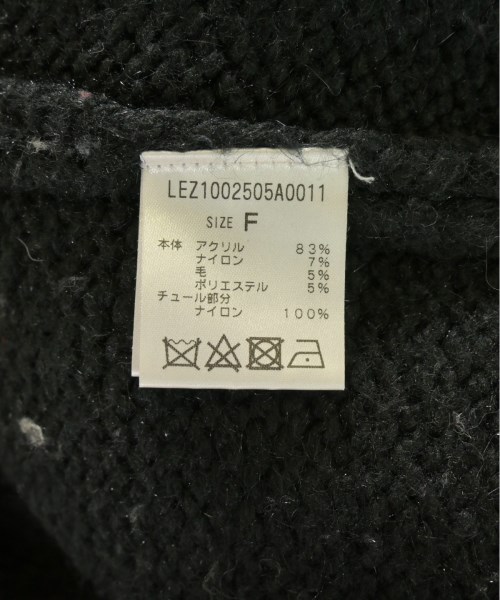 LEZ1002505A0011
SIZE F
本体 アクリル 83%
ナイロン 7%
毛 5%
ポリエステル 5%
チュール部分
ナイロン 100%